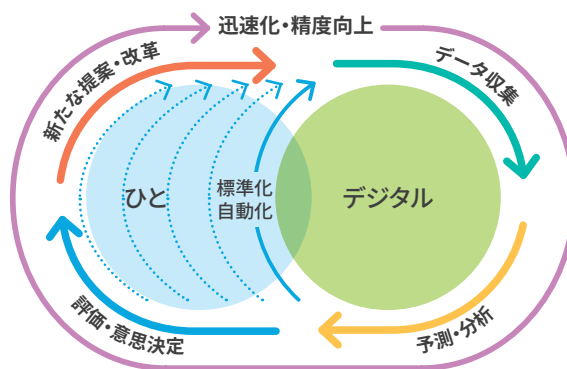 迅速化・精度向上
新たな提案・改革
データ収集
ひと
標準化
自動化
デジタル
評価・意思決定
予測・分析